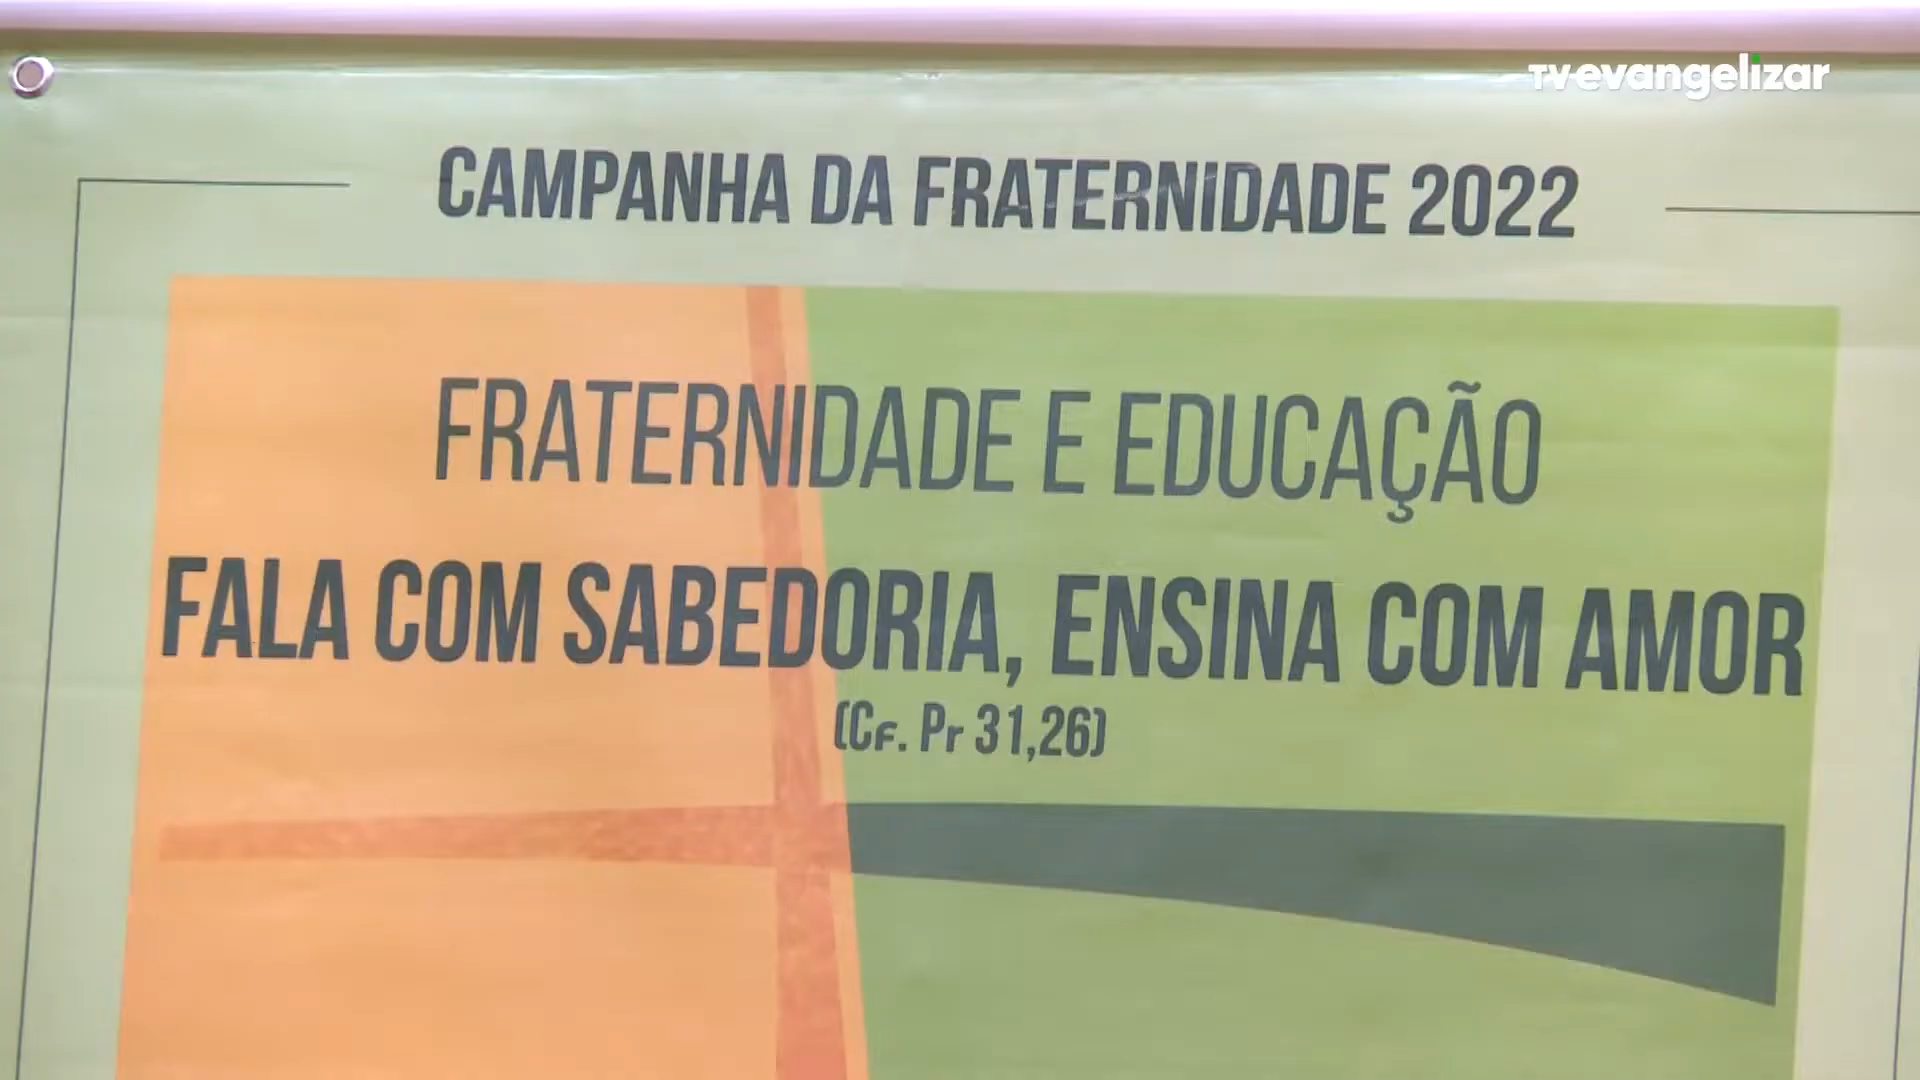 TVevangelizar
CAMPANHA DA FRATERNIDADE 2022
FRATERNIDADE E EDUCAÇÃO
FALA COM SABEDORIA, ENSINA COM AMOR
(Cf. Pr 31,26)